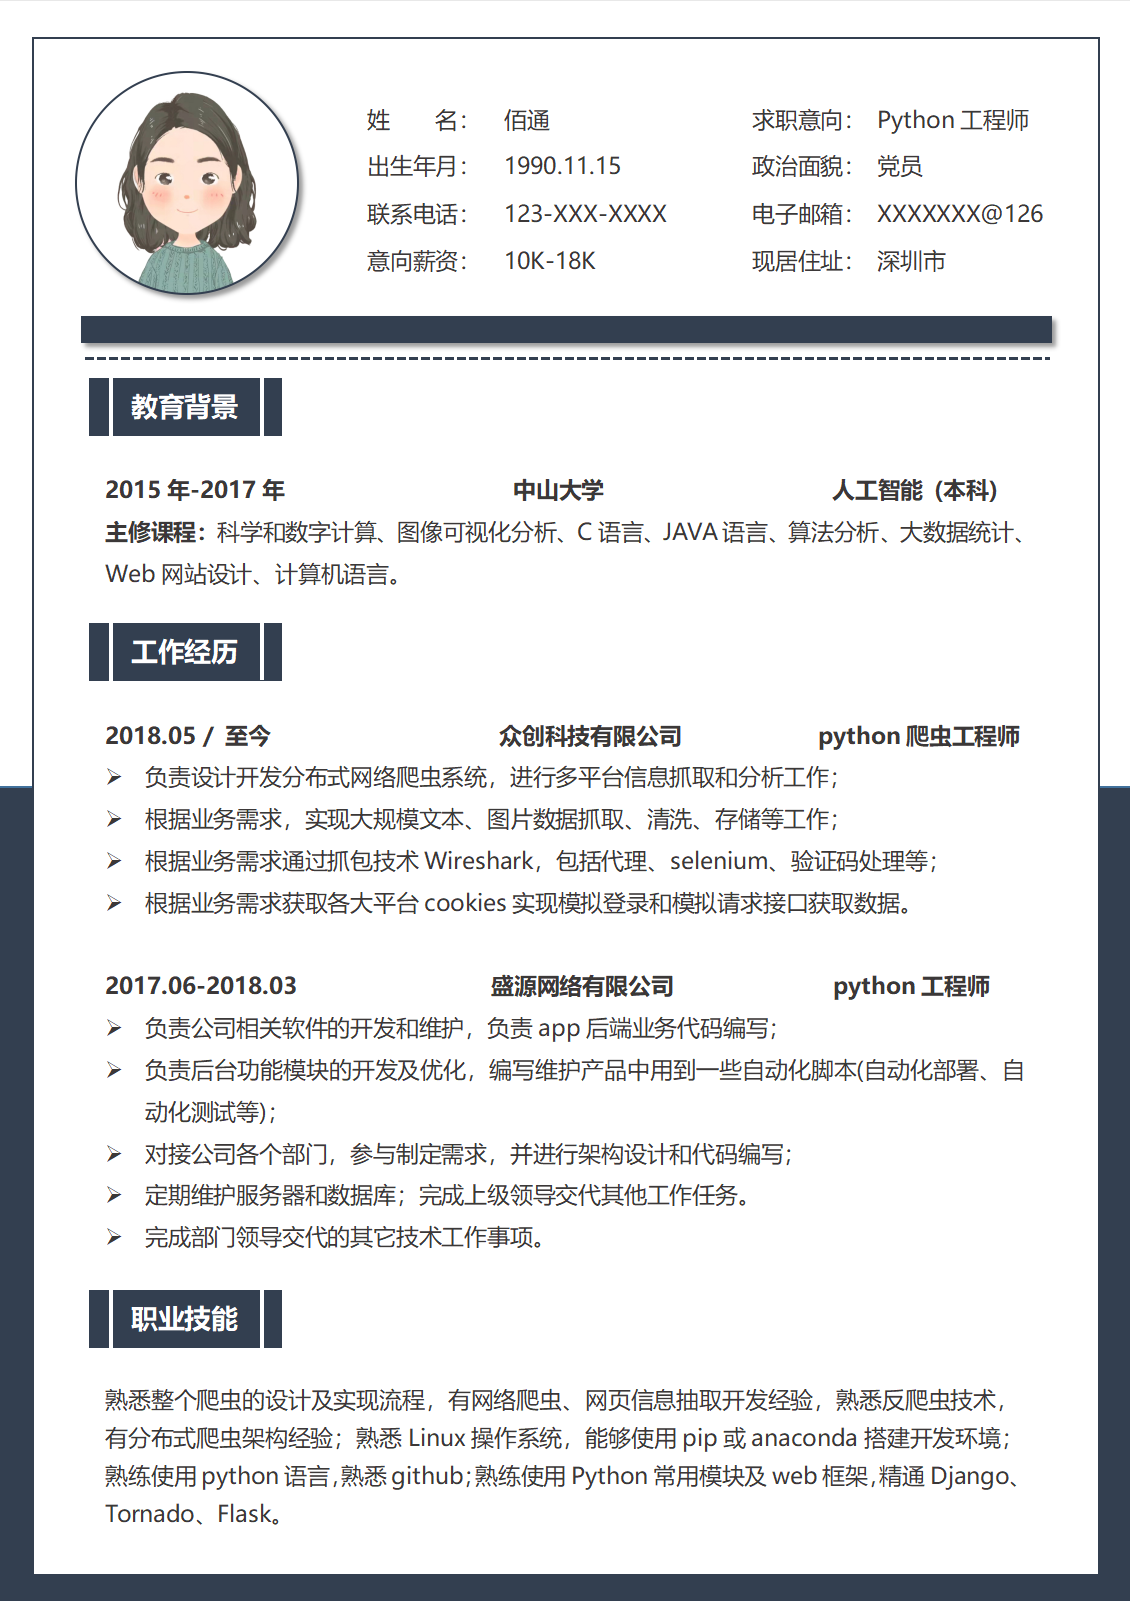 姓　　名： 佰通　　求职意向： Python 工程师
出生年月： 1990.11.15　　政治面貌： 党员
联系电话： 123-XXX-XXXX　　电子邮箱： XXXXXXX@126
意向薪资： 10K-18K　　现居住址： 深圳市
教育背景
2015 年-2017 年　　中山大学　　人工智能（本科）
主修课程：科学和数字计算、图像可视化分析、C 语言、JAVA 语言、算法分析、大数据统计、
Web 网站设计、计算机语言。
工作经历
2018.05 / 至今　　众创科技有限公司　　python 爬虫工程师
➢ 负责设计开发分布式网络爬虫系统，进行多平台信息抓取和分析工作；
➢ 根据业务需求，实现大规模文本、图片数据抓取、清洗、存储等工作；
➢ 根据业务需求通过抓包技术 Wireshark，包括代理、selenium、验证码处理等；
➢ 根据业务需求获取各大平台 cookies 实现模拟登录和模拟请求接口获取数据。
2017.06-2018.03　　盛源网络有限公司　　python 工程师
➢ 负责公司相关软件的开发和维护，负责 app 后端业务代码编写；
➢ 负责后台功能模块的开发及优化，编写维护产品中用到一些自动化脚本(自动化部署、自
动化测试等)；
➢ 对接公司各个部门，参与制定需求，并进行架构设计和代码编写；
➢ 定期维护服务器和数据库；完成上级领导交代其他工作任务。
➢ 完成部门领导交代的其它技术工作事项。
职业技能
熟悉整个爬虫的设计及实现流程，有网络爬虫、网页信息抽取开发经验，熟悉反爬虫技术，
有分布式爬虫架构经验；熟悉 Linux 操作系统，能够使用 pip 或 anaconda 搭建开发环境；
熟练使用 python 语言，熟悉 github；熟练使用 Python 常用模块及 web 框架，精通 Django、
Tornado、Flask。